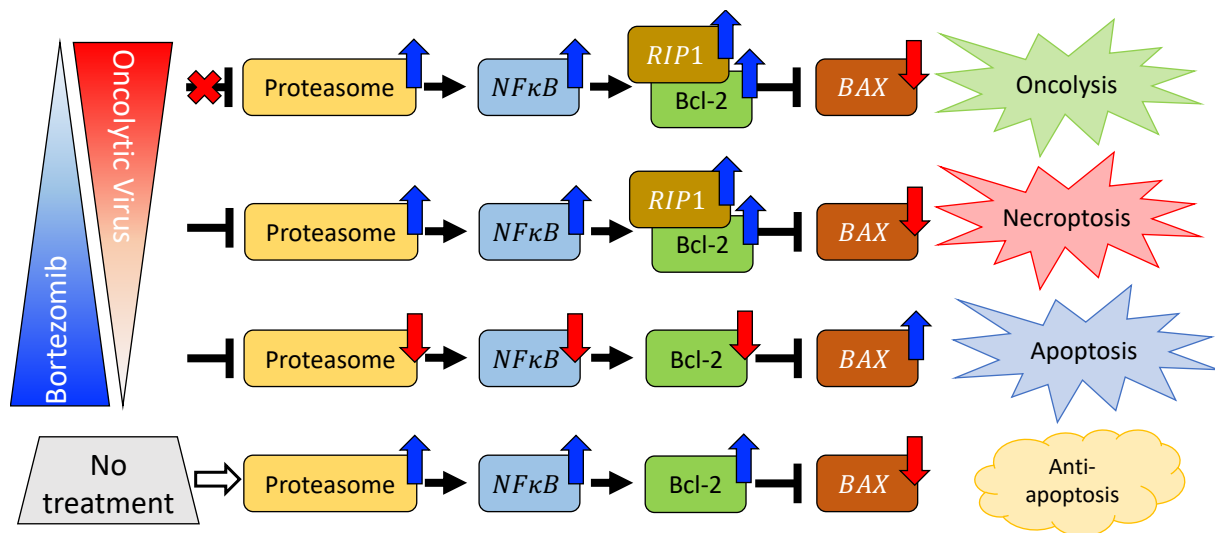 Oncolytic Virus
Bortezomib
Proteasome
NFκB
RIP1
Bcl-2
BAX
Oncolysis
Proteasome
NFκB
RIP1
Bcl-2
BAX
Necroptosis
Proteasome
NFκB
Bcl-2
BAX
Apoptosis
No
treatment
Proteasome
NFκB
Bcl-2
BAX
Anti-
apoptosis